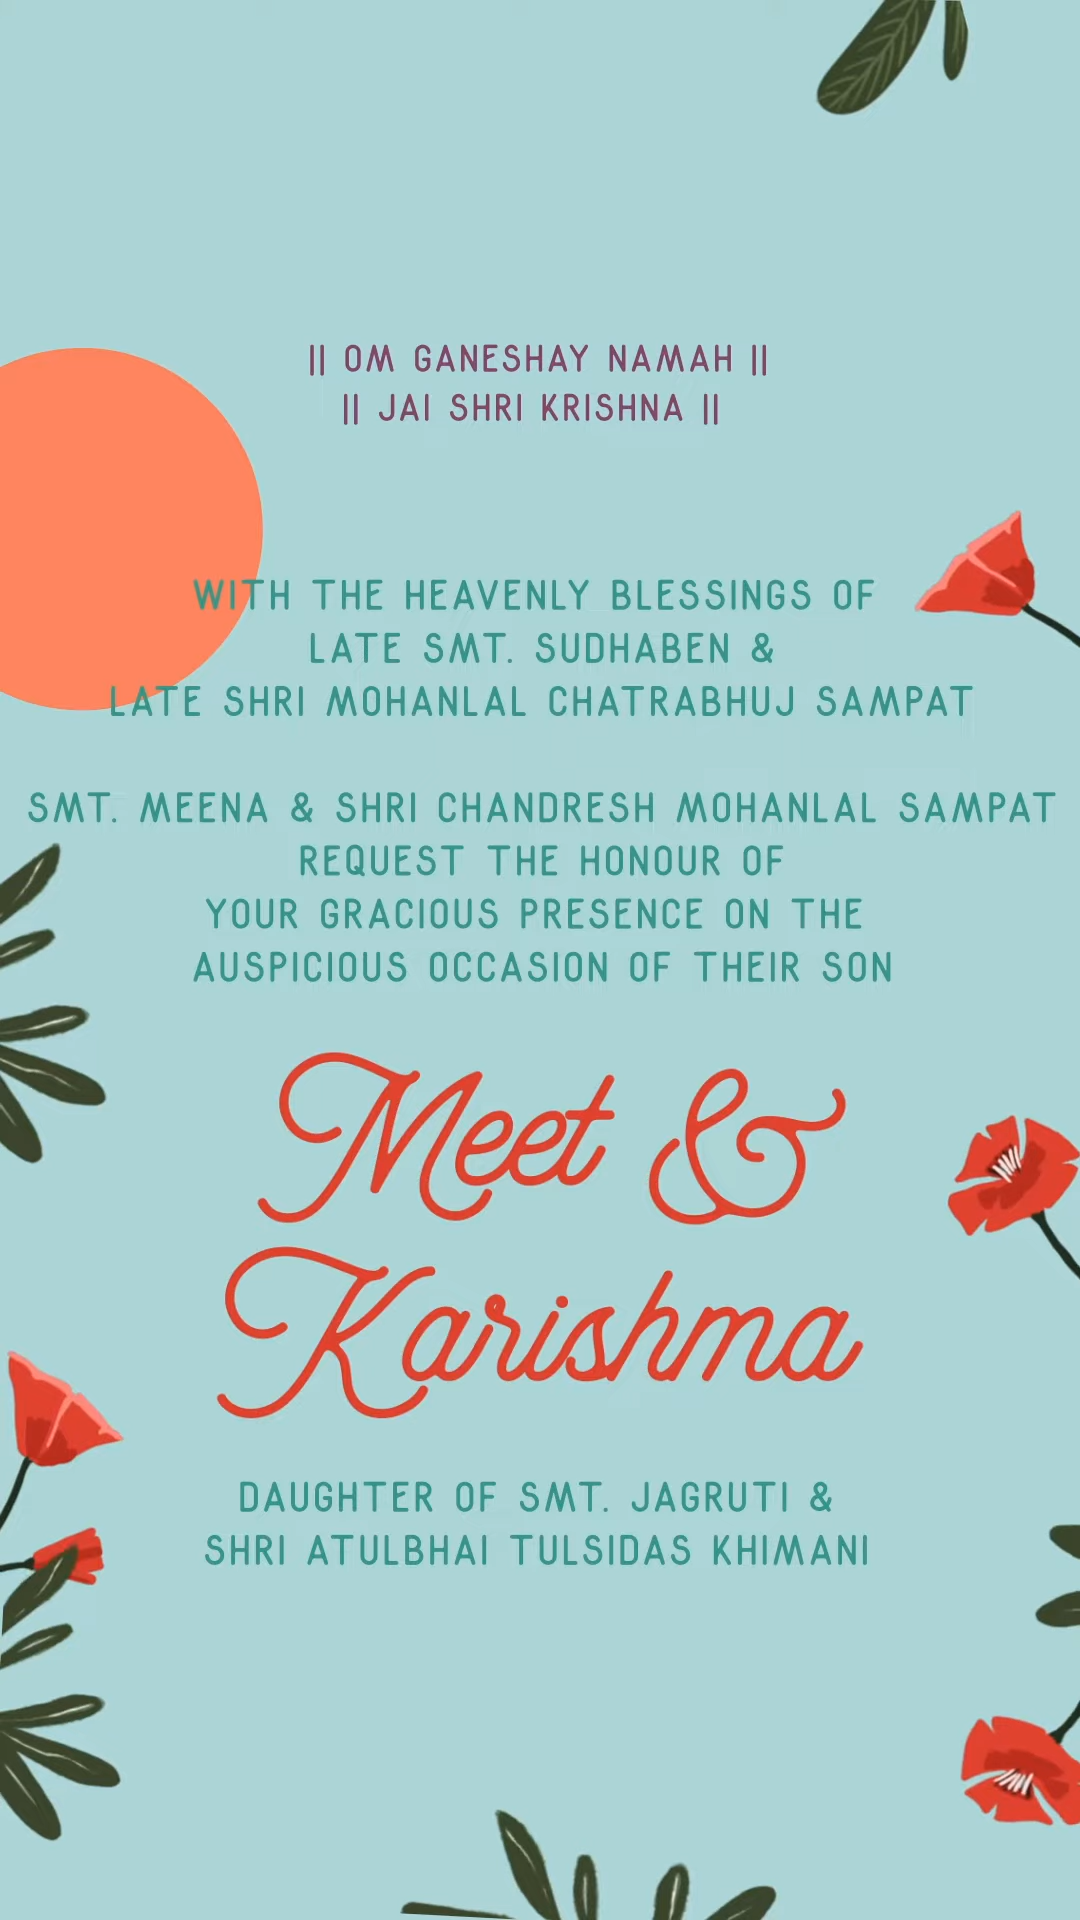 || OM GANESHAY NAMAH ||
|| JAI SHRI KRISHNA ||
WITH THE HEAVENLY BLESSINGS OF
LATE SMT. SUDHABEN &
LATE SHRI MOHANLAL CHATRABHUJ SAMPAT
SMT. MEENA & SHRI CHANDRESH MOHANLAL SAMPAT
REQUEST THE HONOUR OF
YOUR GRACIOUS PRESENCE ON THE
AUSPICIOUS OCCASION OF THEIR SON
Meet &
Karishma
DAUGHTER OF SMT. JAGRUTI &
SHRI ATULBHAI TULSIDAS KHIMANI